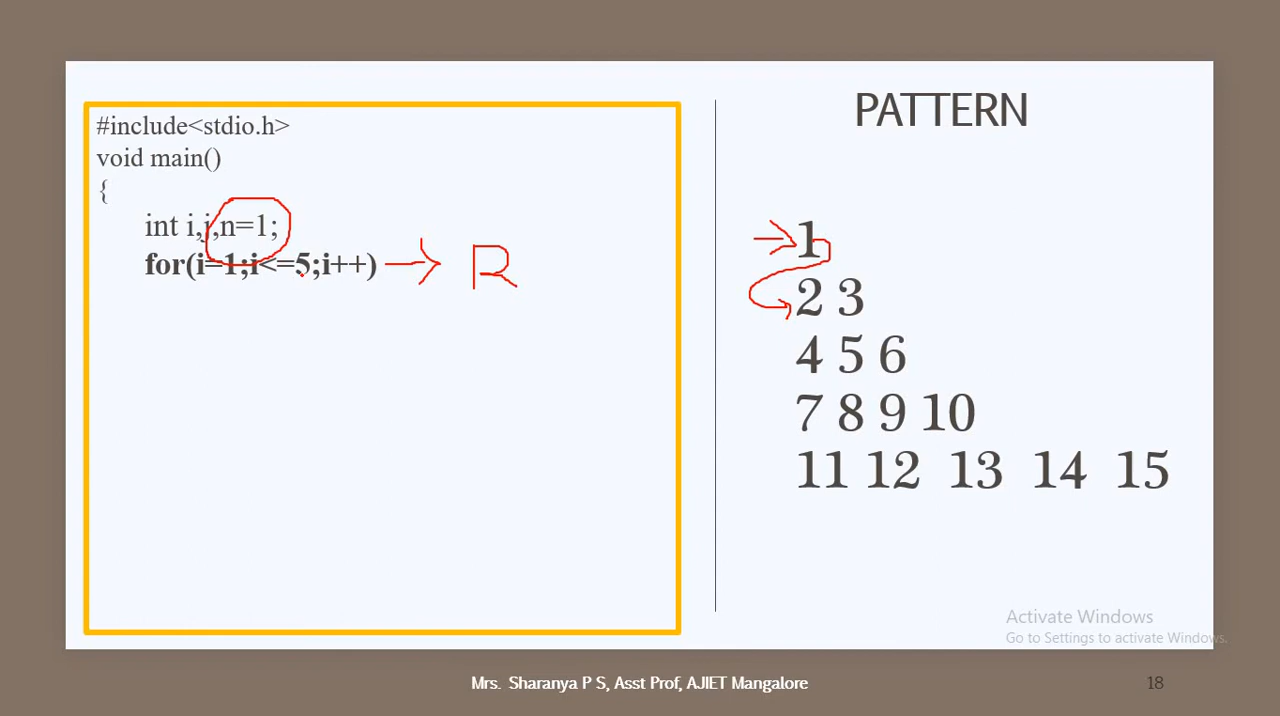 #include<stdio.h>
void main()
{
int i,j,n=1;
for(i=1;i<=5;i++)
R
PATTERN
1
2 3
4 5 6
7 8 9 10
11 12 13 14 15
Activate Windows
Go to Settings to activate Windows.
Mrs. Sharanya P S, Asst Prof, AJIET Mangalore
18